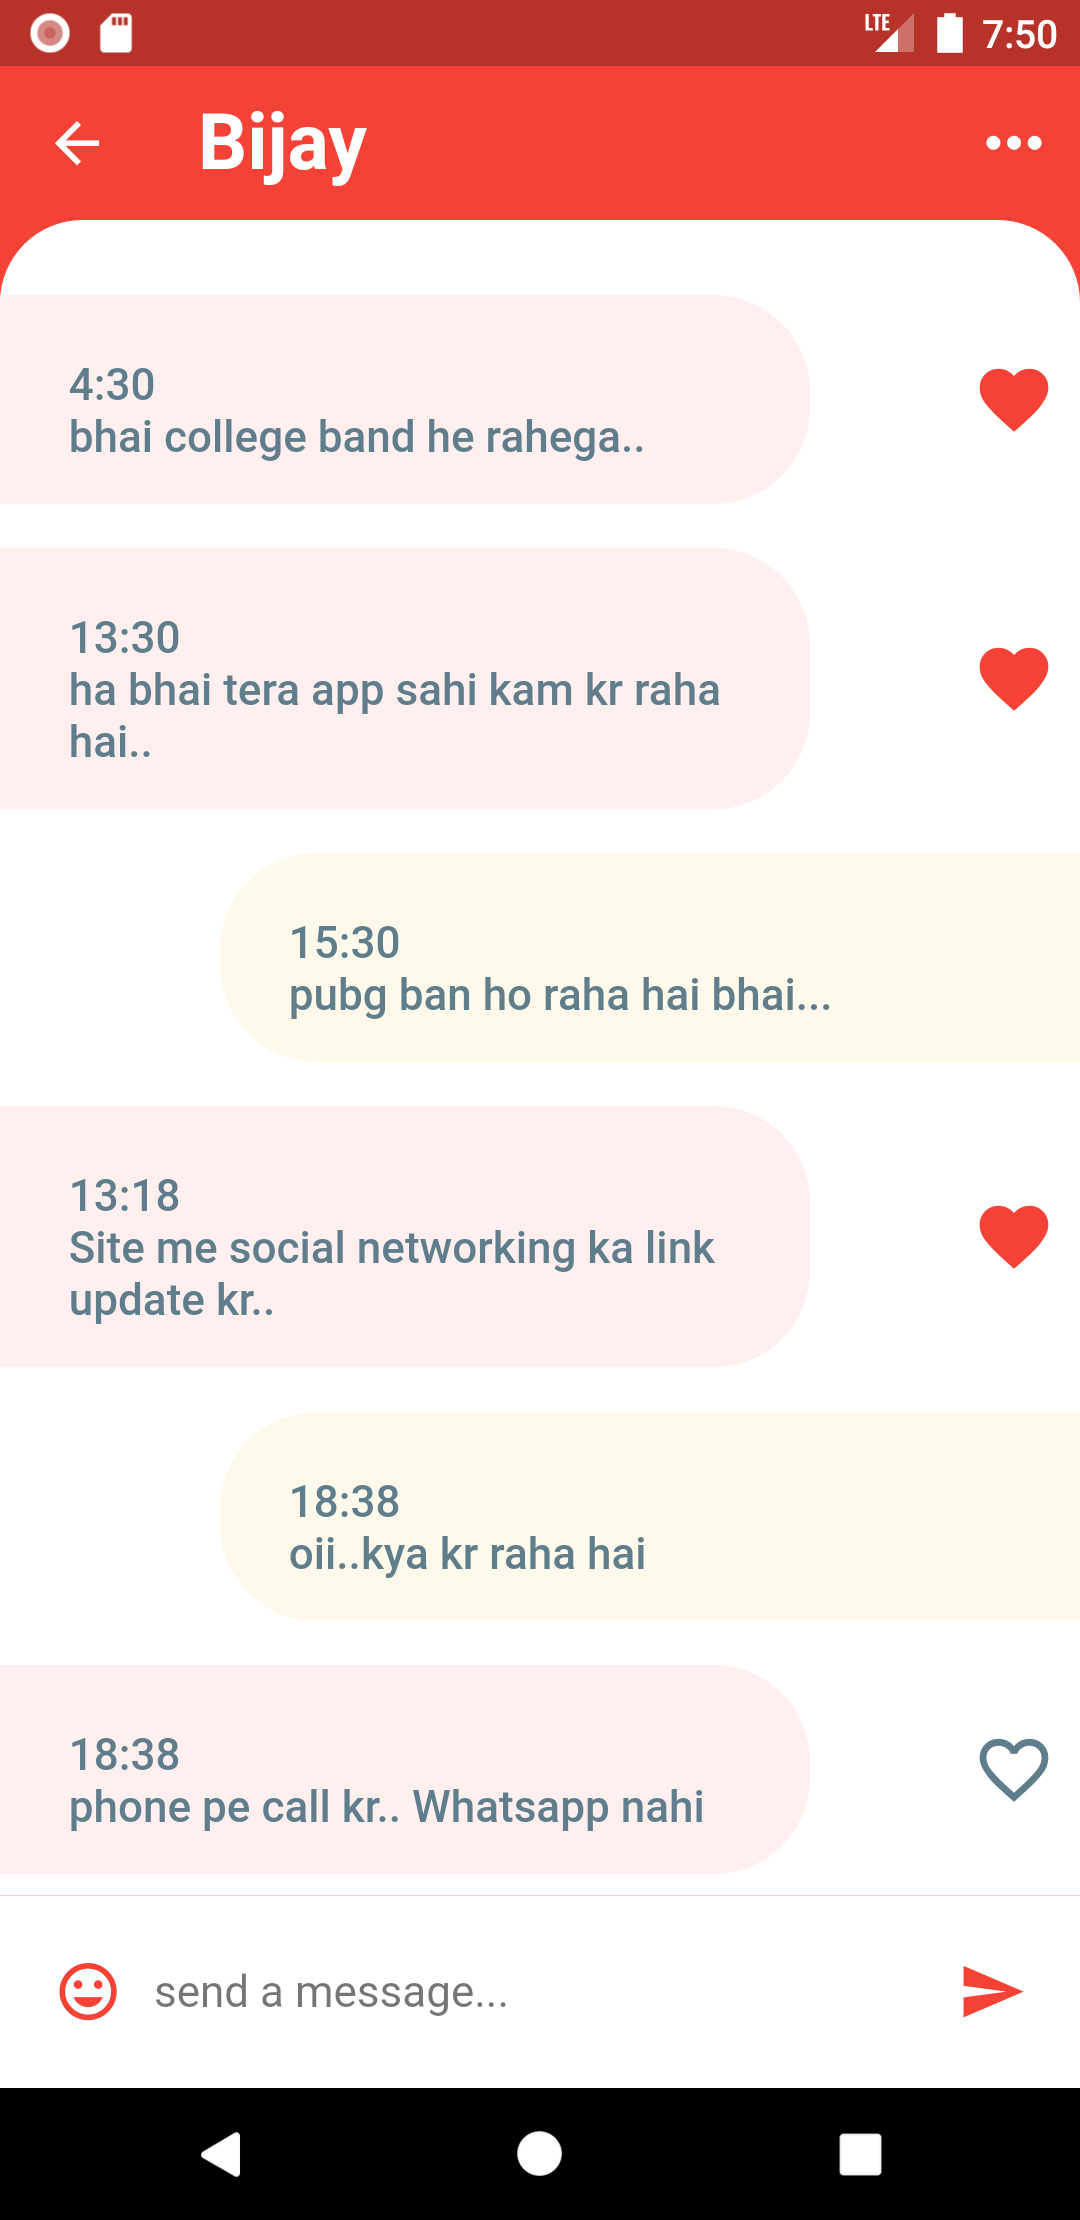 LTE 7:50
Bijay
4:30
bhai college band he rahega..
13:30
ha bhai tera app sahi kam kr raha
hai..
15:30
pubg ban ho raha hai bhai...
13:18
Site me social networking ka link
update kr..
18:38
oii..kya kr raha hai
18:38
phone pe call kr.. Whatsapp nahi
send a message...